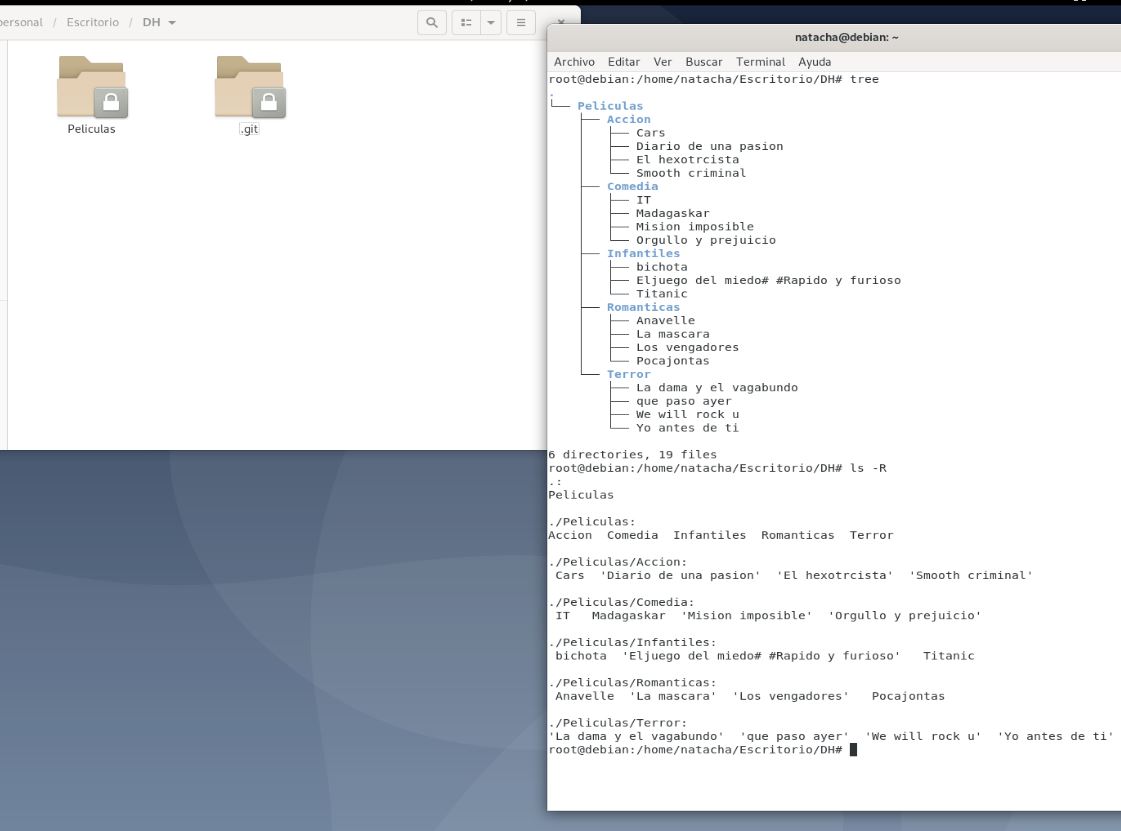 personal / Escritorio / DH
Peliculas
.git
natacha@debian: ~
Archivo Editar Ver Buscar Terminal Ayuda
root@debian:/home/natacha/Escritorio/DH# tree
.
└── Peliculas
    ├── Accion
    │   ├── Cars
    │   ├── Diario de una pasion
    │   ├── El hexotrcista
    │   └── Smooth criminal
    ├── Comedia
    │   ├── IT
    │   ├── Madagaskar
    │   ├── Mision imposible
    │   └── Orgullo y prejuicio
    ├── Infantiles
    │   ├── bichota
    │   ├── Eljuego del miedo# #Rapido y furioso
    │   └── Titanic
    ├── Romanticas
    │   ├── Anavelle
    │   ├── La mascara
    │   ├── Los vengadores
    │   └── Pocajontas
    └── Terror
        ├── La dama y el vagabundo
        ├── que paso ayer
        ├── We will rock u
        └── Yo antes de ti
6 directories, 19 files
root@debian:/home/natacha/Escritorio/DH# ls -R
.:
Peliculas
./Peliculas:
Accion  Comedia  Infantiles  Romanticas  Terror
./Peliculas/Accion:
 Cars  'Diario de una pasion'  'El hexotrcista'  'Smooth criminal'
./Peliculas/Comedia:
 IT   Madagaskar  'Mision imposible'  'Orgullo y prejuicio'
./Peliculas/Infantiles:
 bichota  'Eljuego del miedo# #Rapido y furioso'   Titanic
./Peliculas/Romanticas:
 Anavelle  'La mascara'  'Los vengadores'   Pocajontas
./Peliculas/Terror:
'La dama y el vagabundo'  'que paso ayer'  'We will rock u'  'Yo antes de ti'
root@debian:/home/natacha/Escritorio/DH#